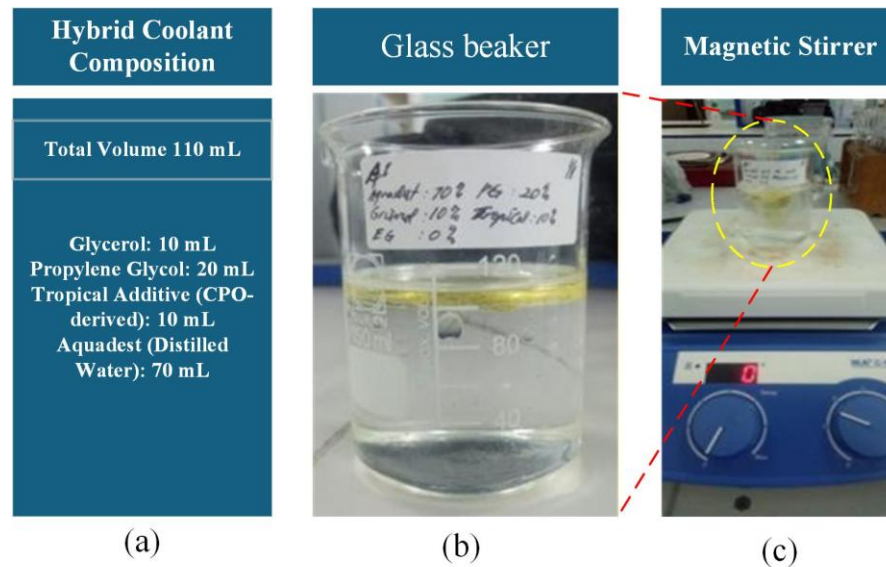 Hybrid Coolant
Composition
Total Volume 110 mL
Glycerol: 10 mL
Propylene Glycol: 20 mL
Tropical Additive (CPO-
derived): 10 mL
Aquadest (Distilled
Water): 70 mL
(a)
Glass beaker
A1
Aquadest : 70% PG : 20%
: 10% Tropical : 10%
EG : 0%
120
80
40
(b)
Magnetic Stirrer
0
(c)